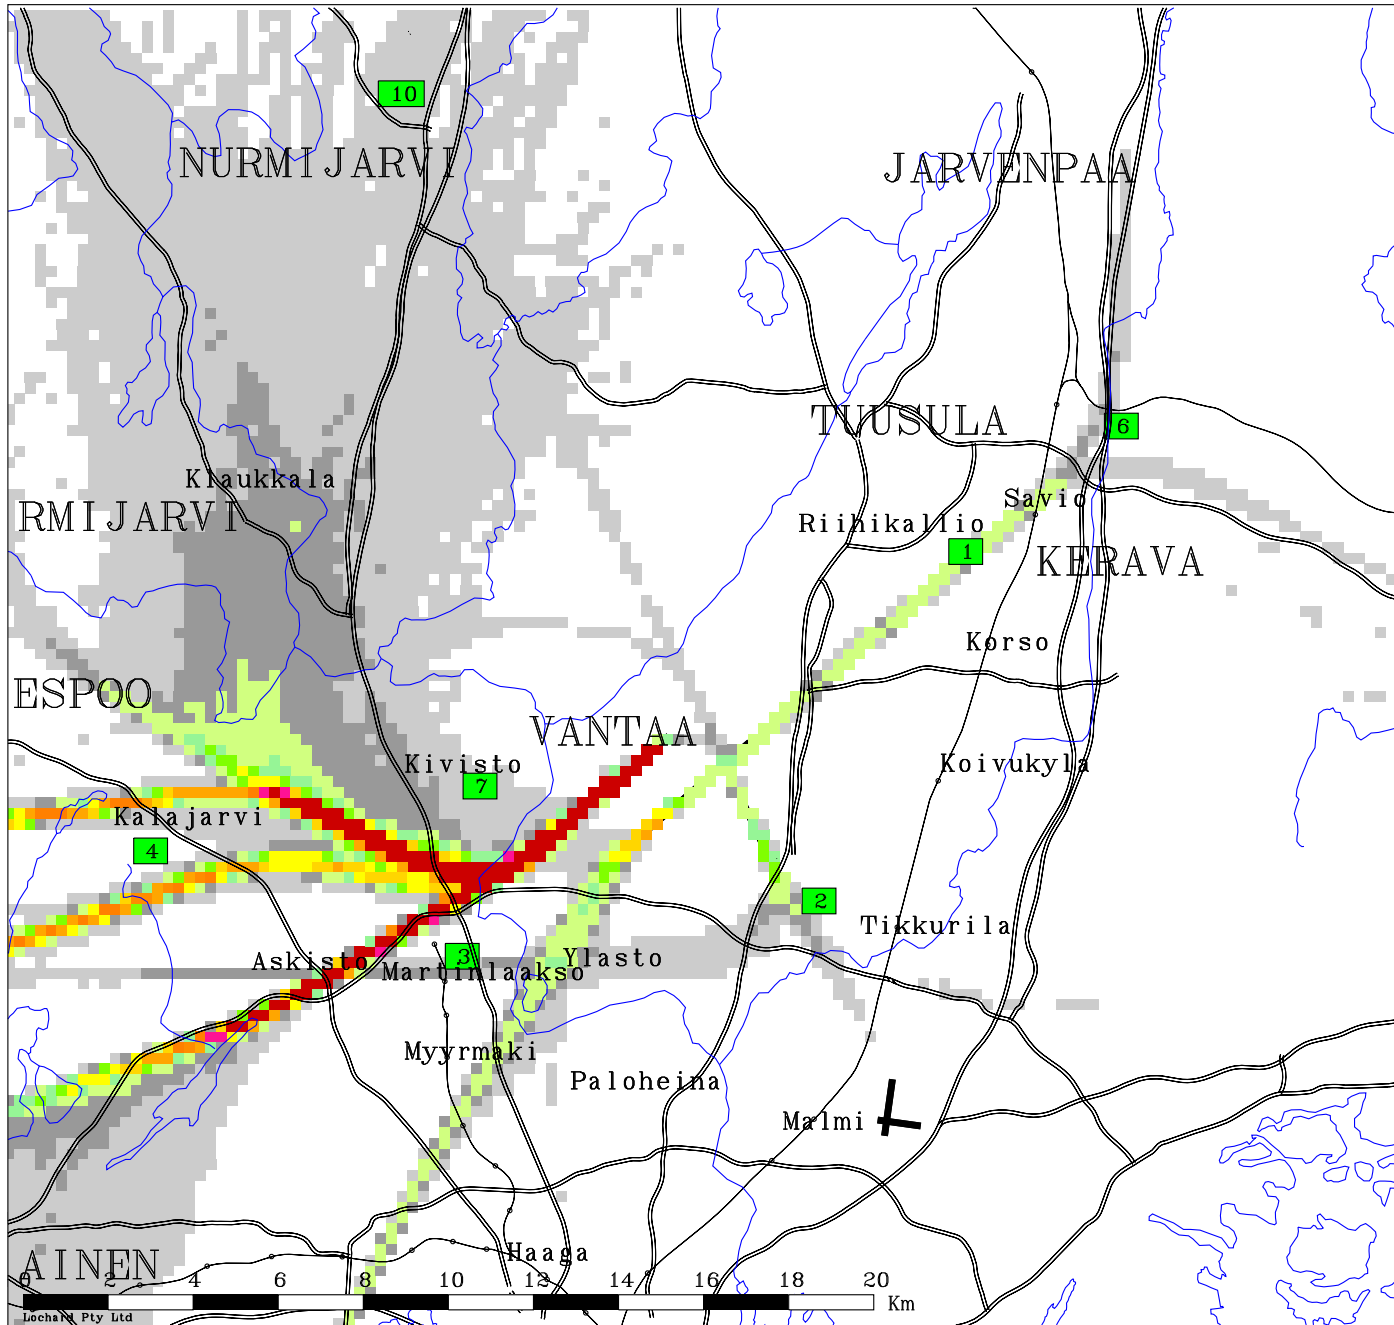 10
NURMIJARVI
JARVENPAA
TUUSULA
6
Klaukkala
Savio
RMIJARVI
Riihikallio
1
KERAVA
Korso
ESPOO
VANTAA
Kivisto
Koivukyla
7
Kalajarvi
4
2
Tikkurila
Askisto
3
Ylasto
Martinlaakso
Myyrmaki
Paloheina
Malmi
Haaga
AINEN
0 2 4 6 8 10 12 14 16 18 20
Km
Lochard Pty Ltd